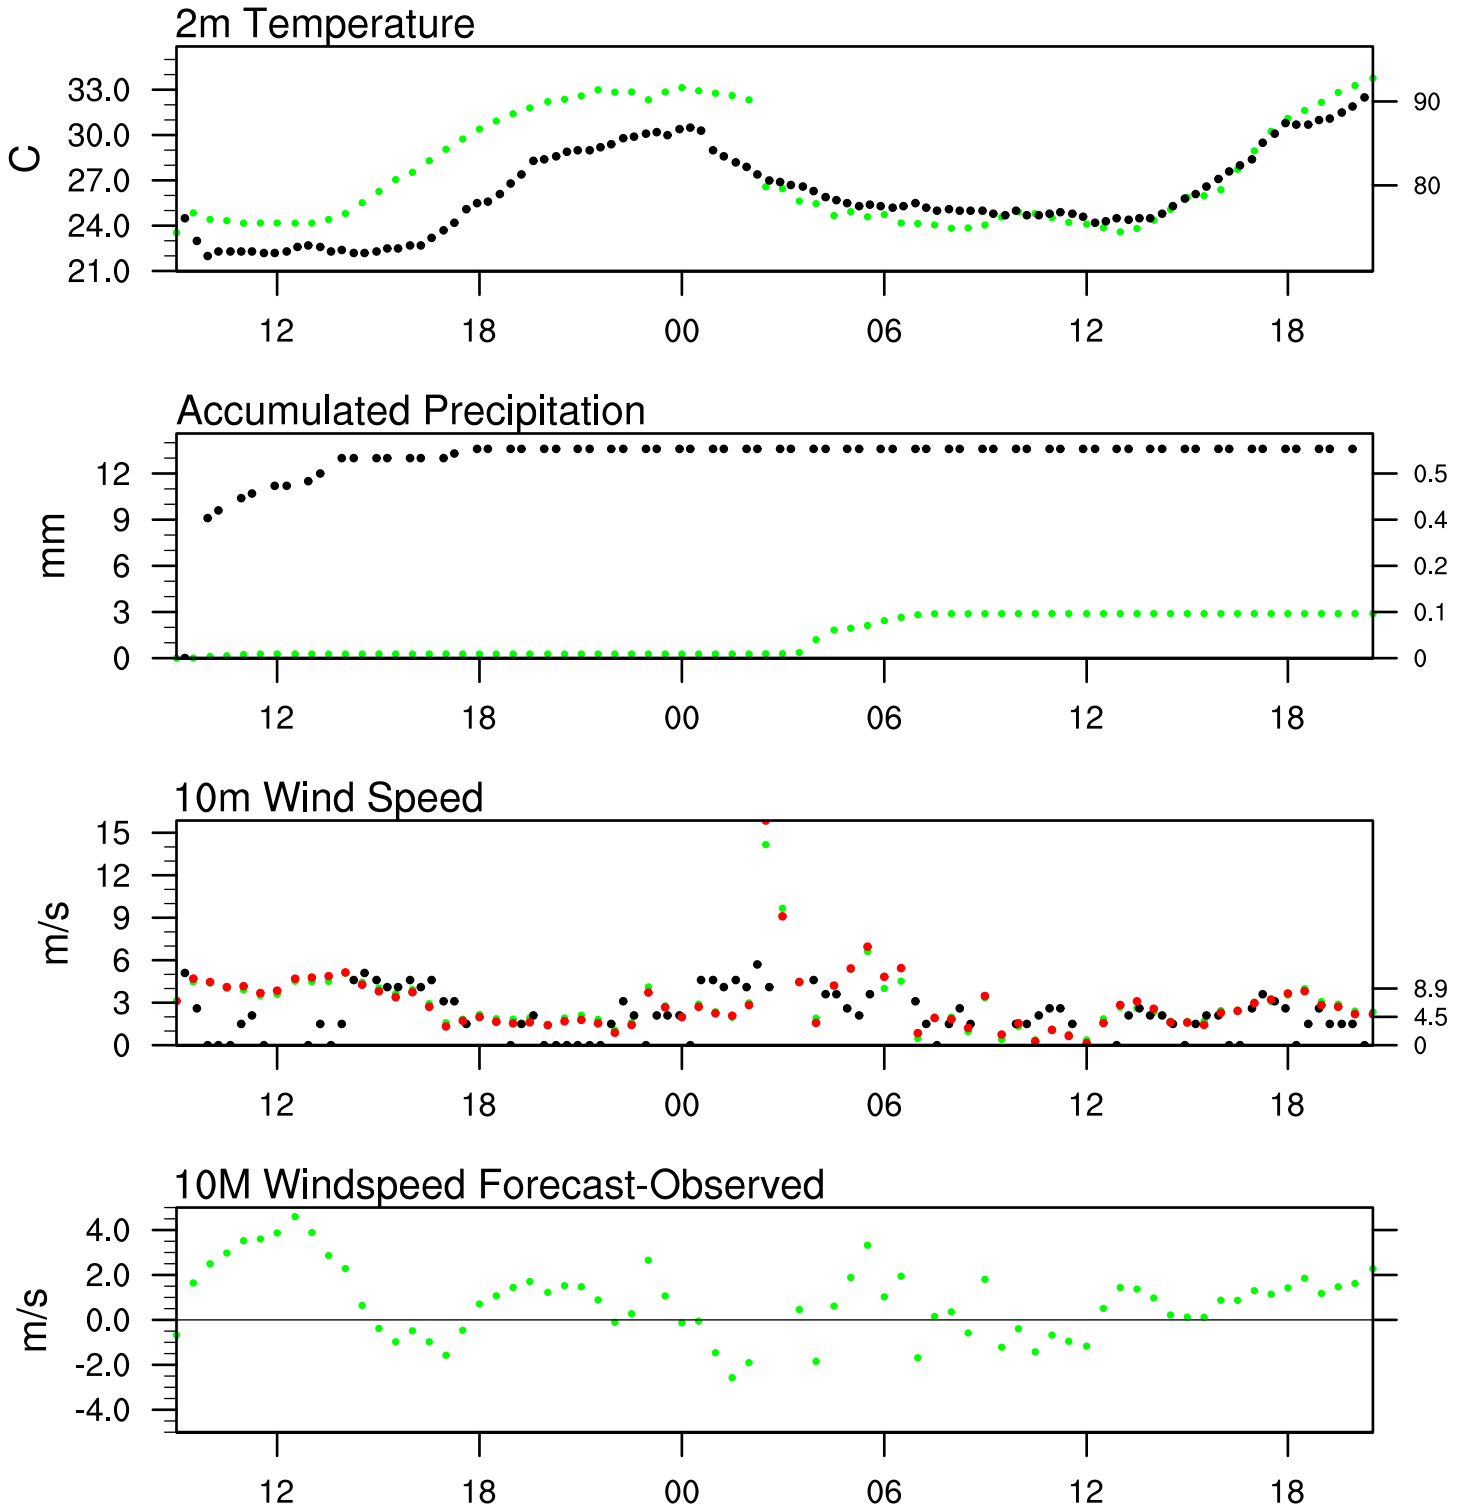 2m Temperature
C
33.0
30.0
27.0
24.0
21.0
90
80
12 18 00 06 12 18
Accumulated Precipitation
mm
12
9
6
3
0
0.5
0.4
0.2
0.1
0
12 18 00 06 12 18
10m Wind Speed
m/s
15
12
9
6
3
0
8.9
4.5
0
12 18 00 06 12 18
10M Windspeed Forecast-Observed
m/s
4.0
2.0
0.0
-2.0
-4.0
12 18 00 06 12 18